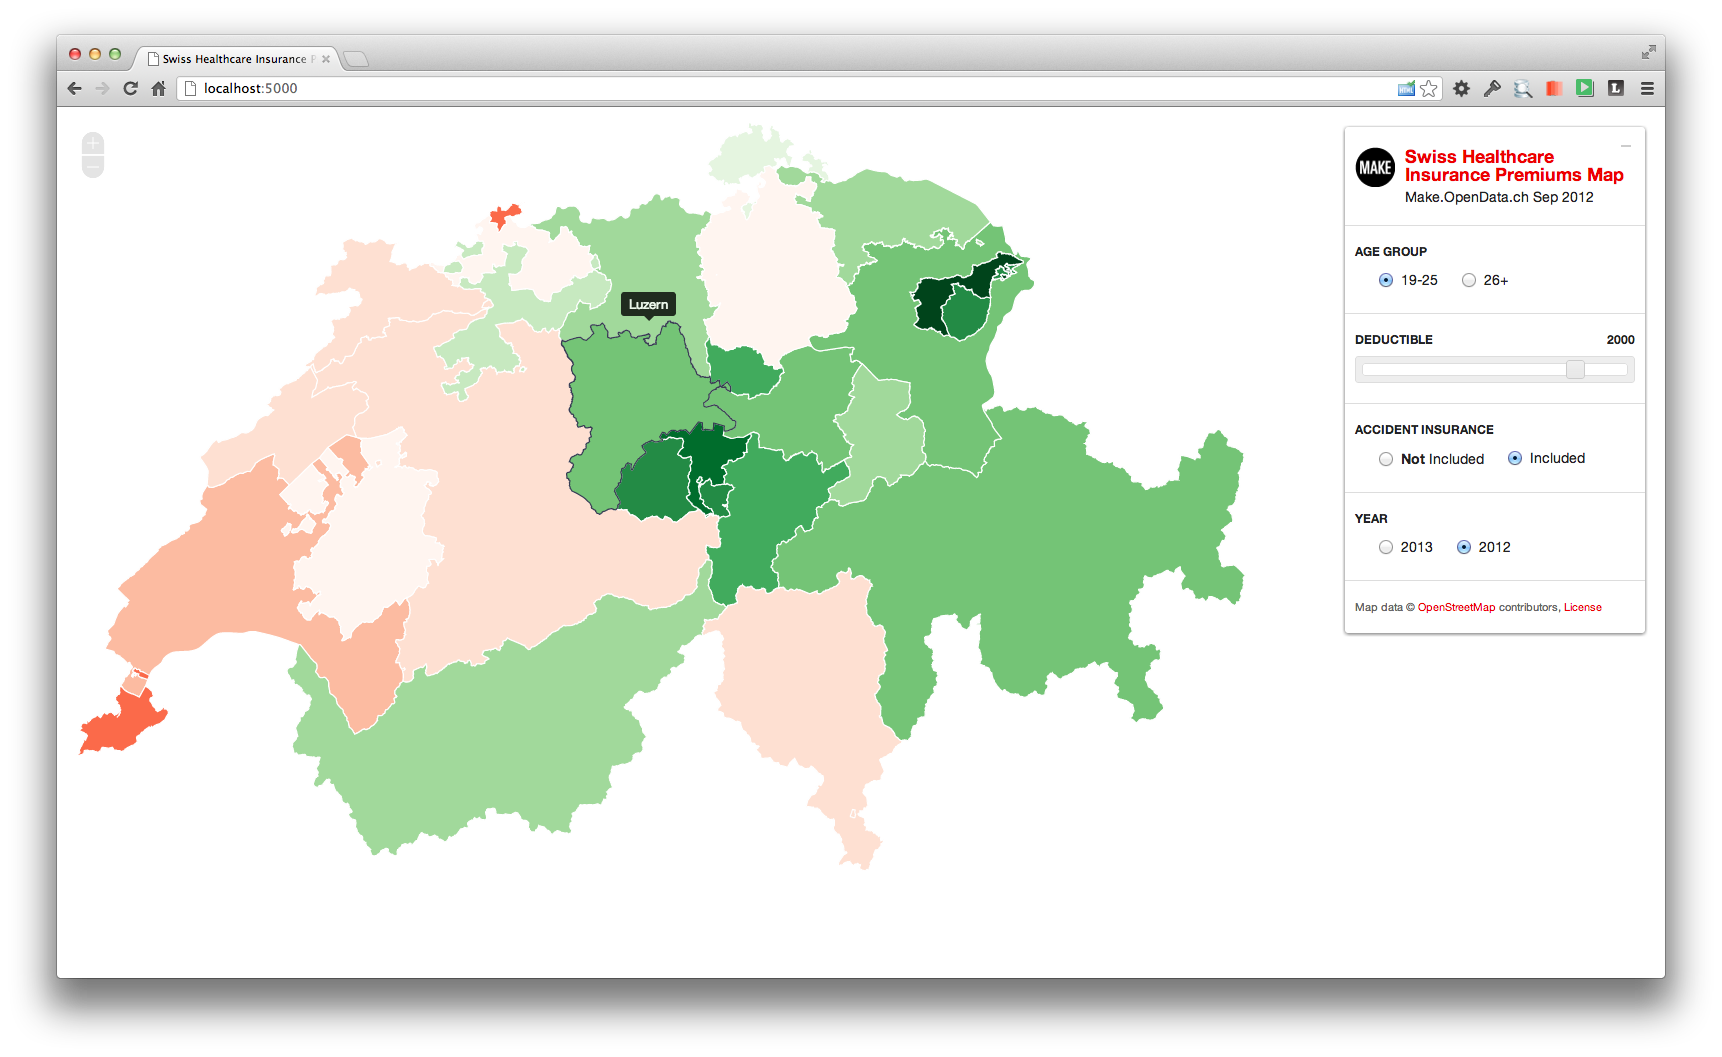 Swiss Healthcare Insurance P
localhost:5000
HTML
L
+
−
Luzern
MAKE
Swiss Healthcare
Insurance Premiums Map
Make.OpenData.ch Sep 2012
AGE GROUP
19-25 26+
DEDUCTIBLE 2000
ACCIDENT INSURANCE
Not Included Included
YEAR
2013 2012
Map data © OpenStreetMap contributors, License